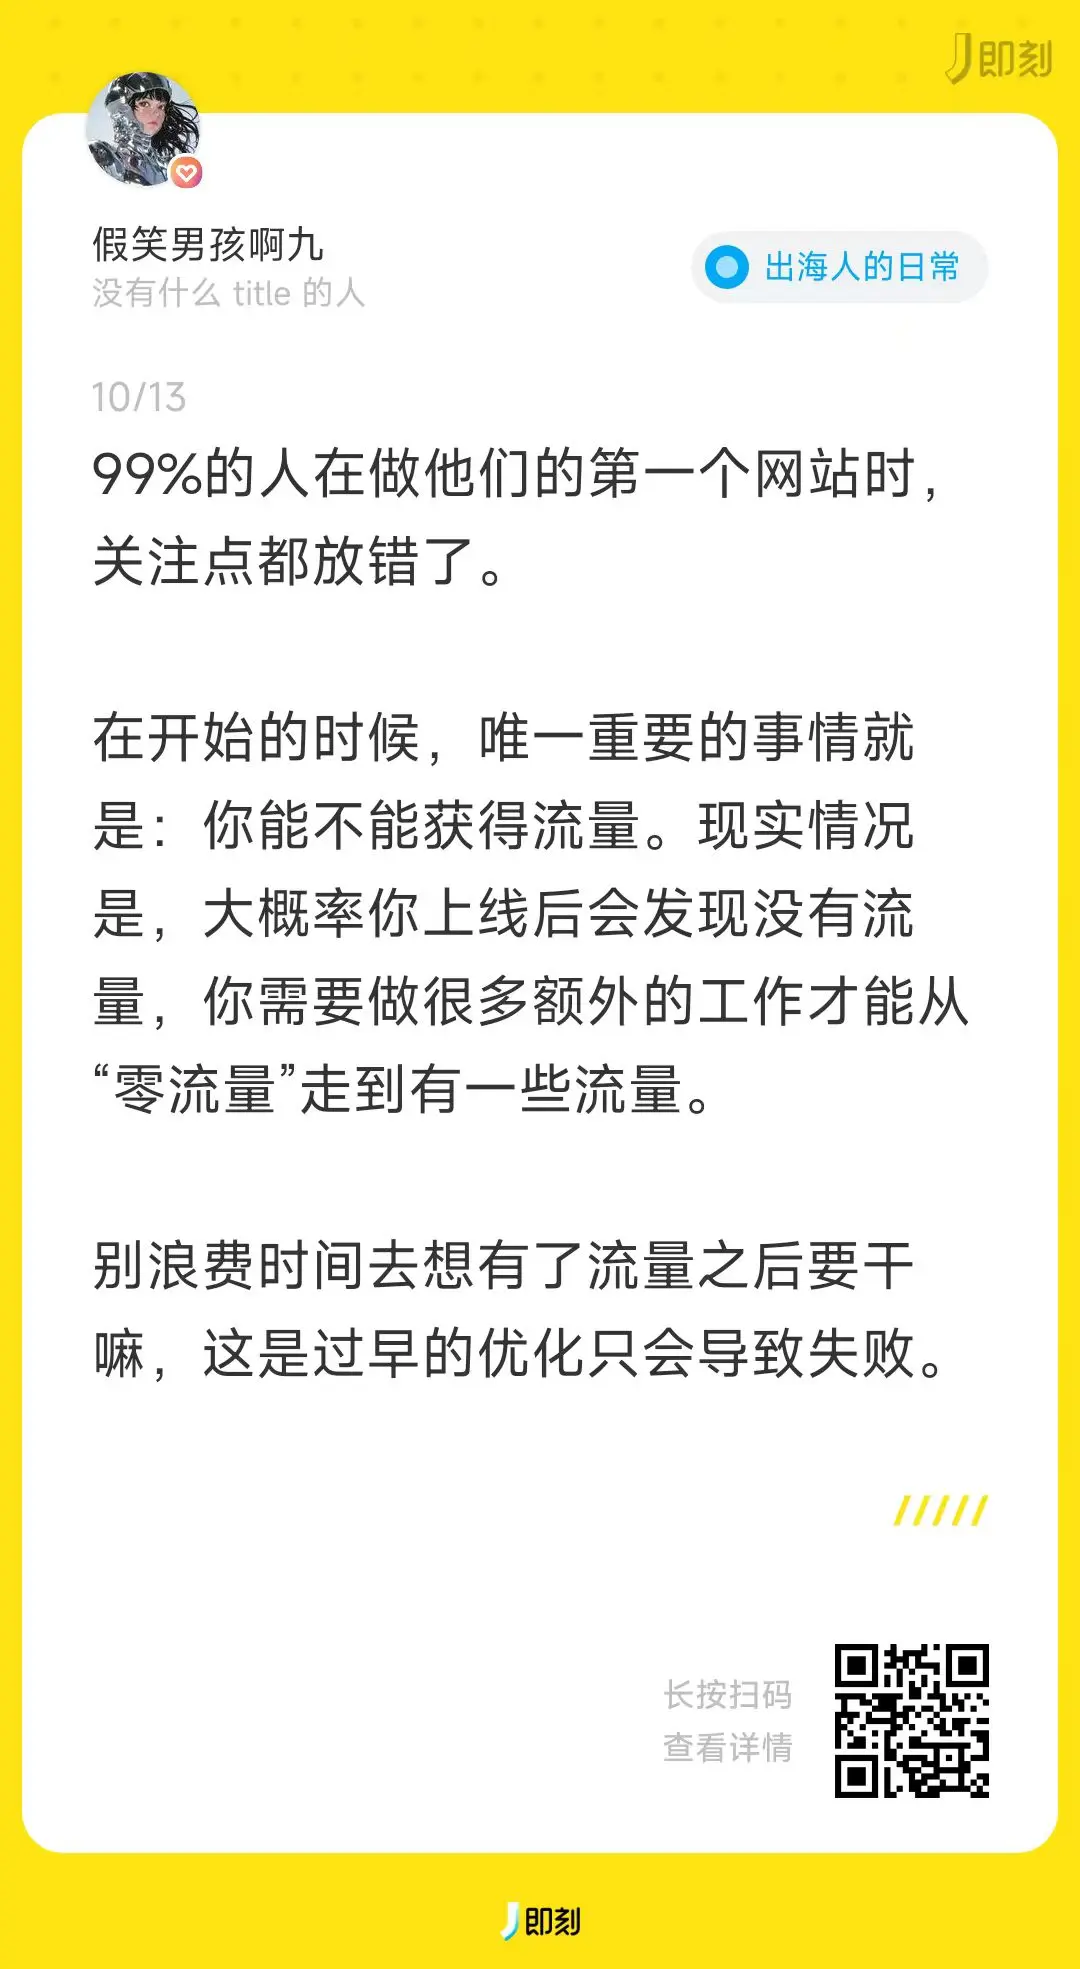 即刻
假笑男孩啊九
没有什么 title 的人
出海人的日常
10/13
99%的人在做他们的第一个网站时，
关注点都放错了。
在开始的时候，唯一重要的事情就
是：你能不能获得流量。现实情况
是，大概率你上线后会发现没有流
量，你需要做很多额外的工作才能从
“零流量”走到有一些流量。
别浪费时间去想有了流量之后要干
嘛，这是过早的优化只会导致失败。
长按扫码
查看详情
即刻